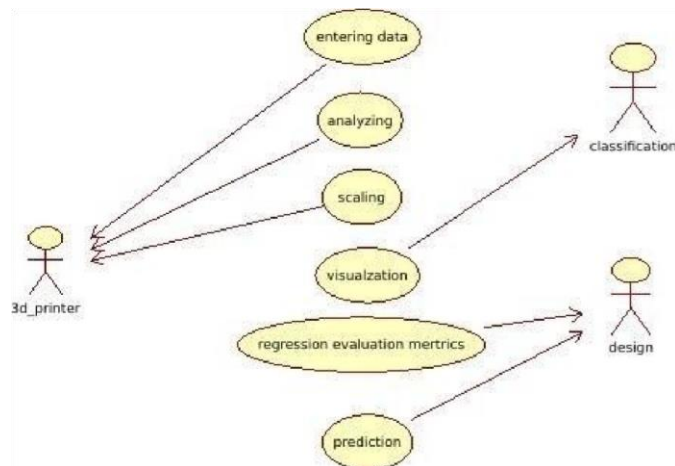 entering data
analyzing
classification
scaling
visualzation
3d_printer
regression evaluation mertrics
design
prediction